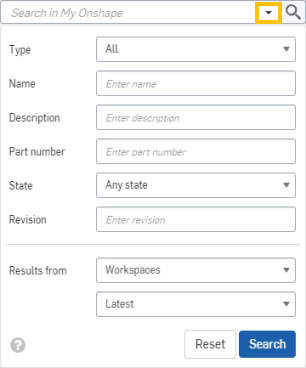 Search in My Onshape
Type All
Name Enter name
Description Enter description
Part number Enter part number
State Any state
Revision Enter revision
Results from Workspaces
Latest
? Reset Search